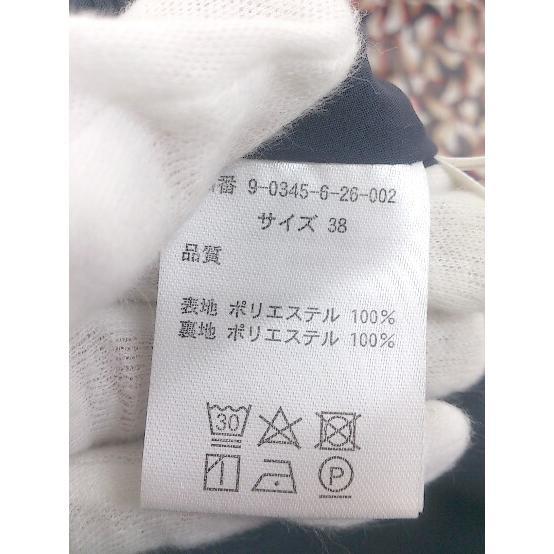 番 9-0345-6-26-002
サイズ 38
品質
表地 ポリエステル 100%
裏地 ポリエステル 100%
30
P